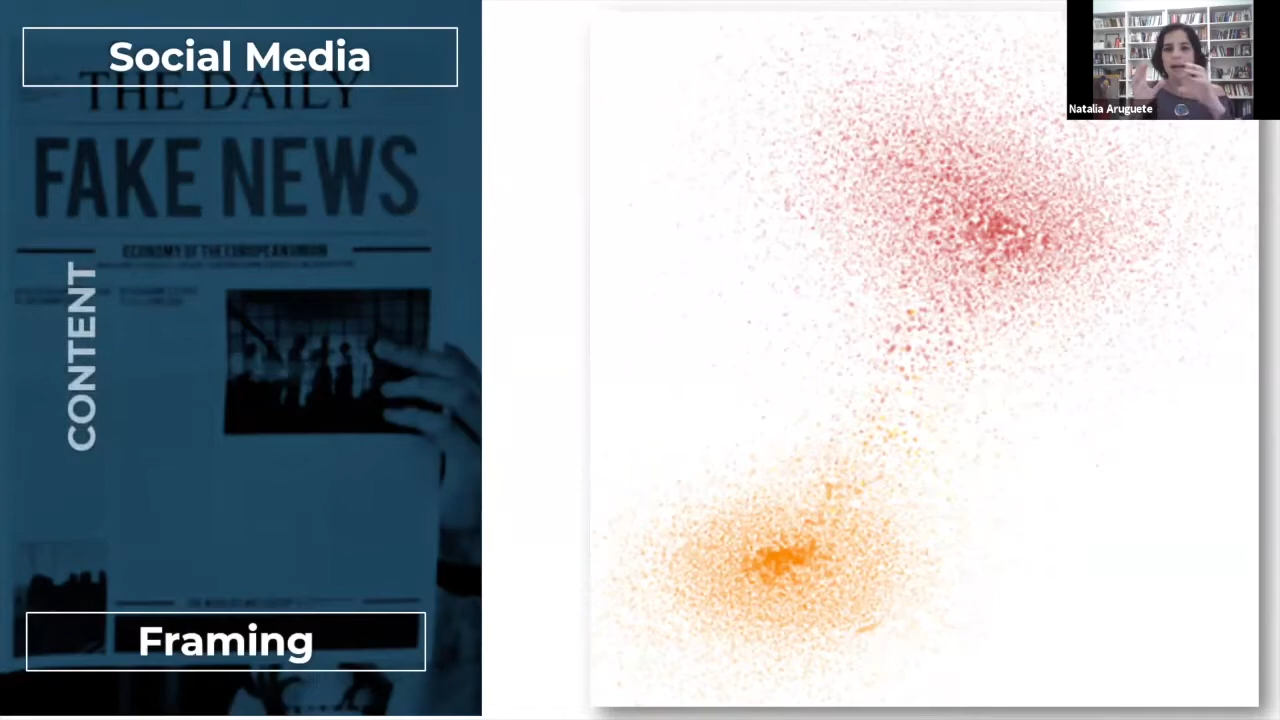 Social Media
THE DAILY
FAKE NEWS
ECONOMY OF THE EUROPEAN UNION
CONTENT
Framing
Natalia Aruguete